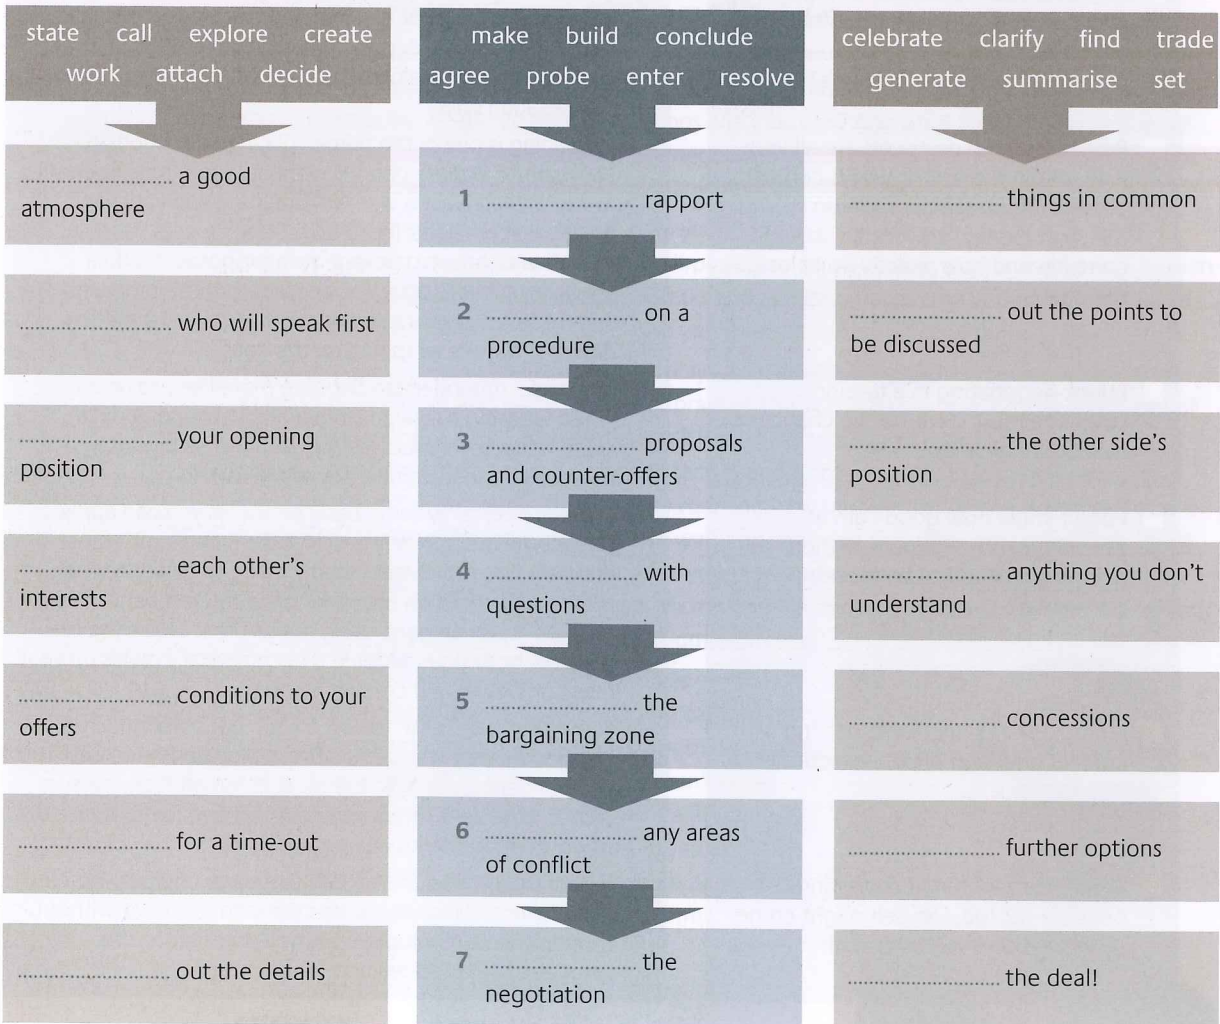 state call explore create
work attach decide
make build conclude
agree probe enter resolve
celebrate clarify find trade
generate summarise set
........................ a good
atmosphere
1 ........................ rapport
........................ things in common
........................ who will speak first
2 ........................ on a
procedure
........................ out the points to
be discussed
........................ your opening
position
3 ........................ proposals
and counter-offers
........................ the other side's
position
........................ each other's
interests
4 ........................ with
questions
........................ anything you don't
understand
........................ conditions to your
offers
5 ........................ the
bargaining zone
........................ concessions
........................ for a time-out
6 ........................ any areas
of conflict
........................ further options
........................ out the details
7 ........................ the
negotiation
........................ the deal!